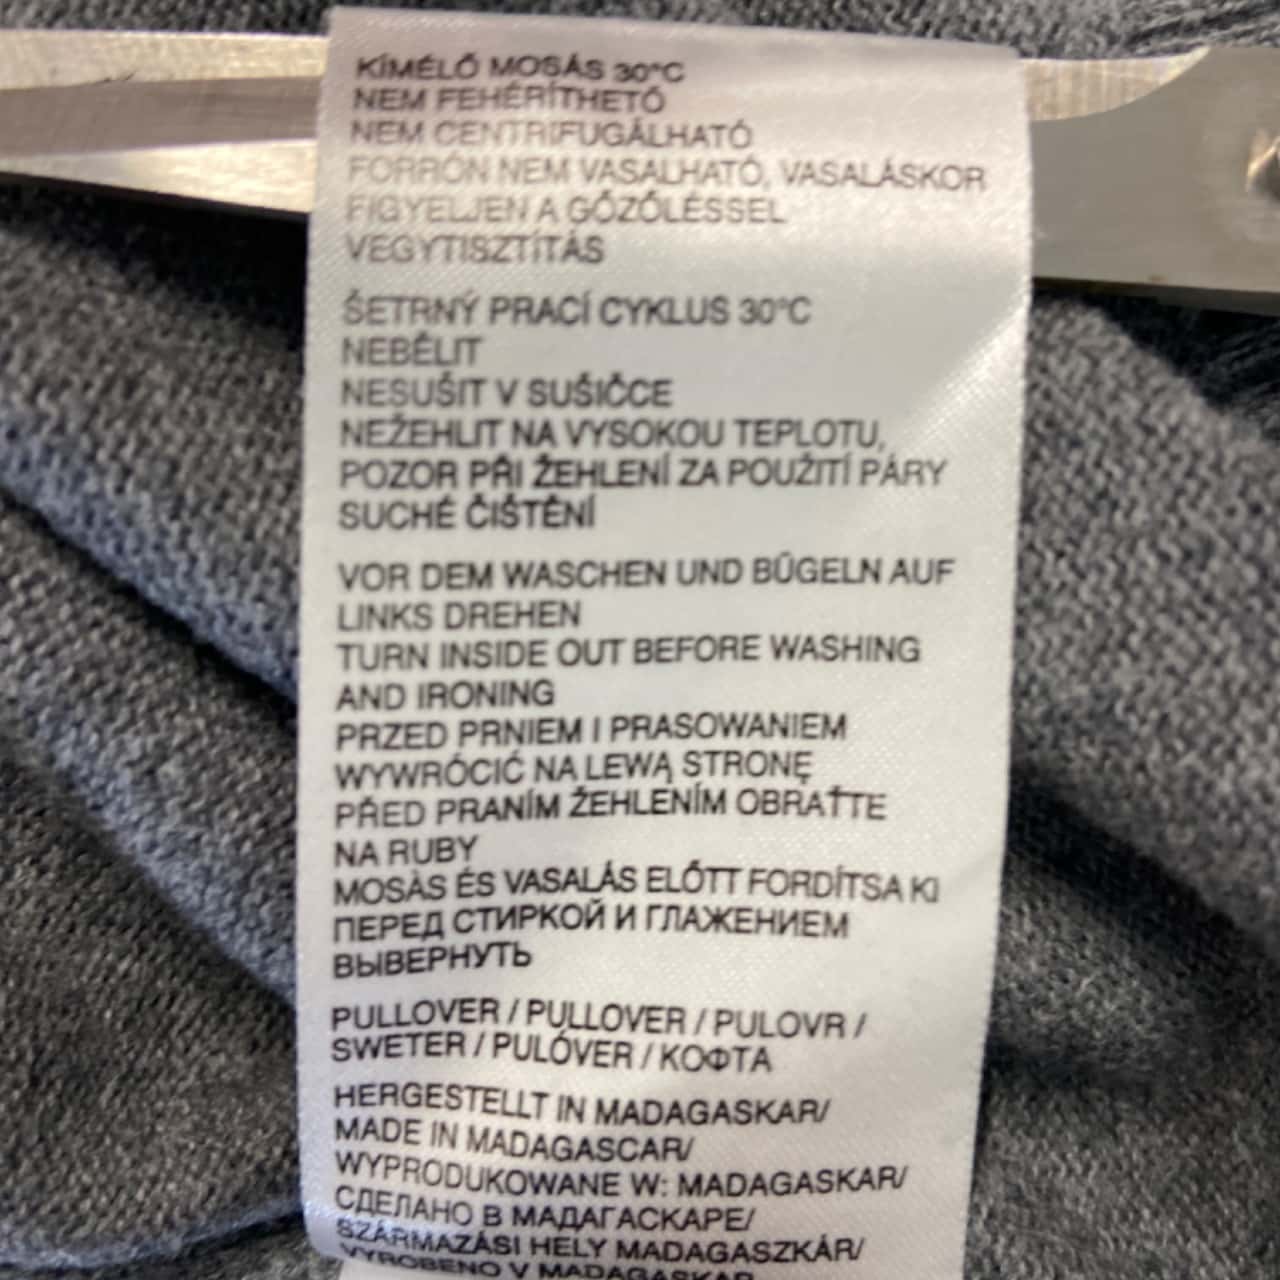 KÍMÉLŐ MOSÁS 30°C
NEM FEHÉRÍTHETŐ
NEM CENTRIFUGÁLHATÓ
FORRÓN NEM VASALHATÓ, VASALÁSKOR
FIGYELJEN A GŐZÖLÉSSEL
VEGYTISZTÍTÁS
ŠETRNÝ PRACÍ CYKLUS 30°C
NEBĚLIT
NESUŠIT V SUŠIČCE
NEŽEHLIT NA VYSOKOU TEPLOTU,
POZOR PŘI ŽEHLENÍ ZA POUŽITÍ PÁRY
SUCHÉ ČIŠTĚNÍ
VOR DEM WASCHEN UND BÜGELN AUF
LINKS DREHEN
TURN INSIDE OUT BEFORE WASHING
AND IRONING
PRZED PRNIEM I PRASOWANIEM
WYWRÓCIĆ NA LEWĄ STRONĘ
PŘED PRANÍM ŽEHLENÍM OBRAŤTE
NA RUBY
MOSÀS ÉS VASALÁS ELŐTT FORDÍTSA KI
ПЕРЕД СТИРКОЙ И ГЛАЖЕНИЕМ
ВЫВЕРНУТЬ
PULLOVER / PULLOVER / PULOVR /
SWETER / PULÓVER / КОФТА
HERGESTELLT IN MADAGASKAR/
MADE IN MADAGASCAR/
WYPRODUKOWANE W: MADAGASKAR/
СДЕЛАНО В МАДАГАСКАРЕ/
SZÁRMAZÁSI HELY MADAGASZKÁR/
VYROBENO V MADAGASKAR